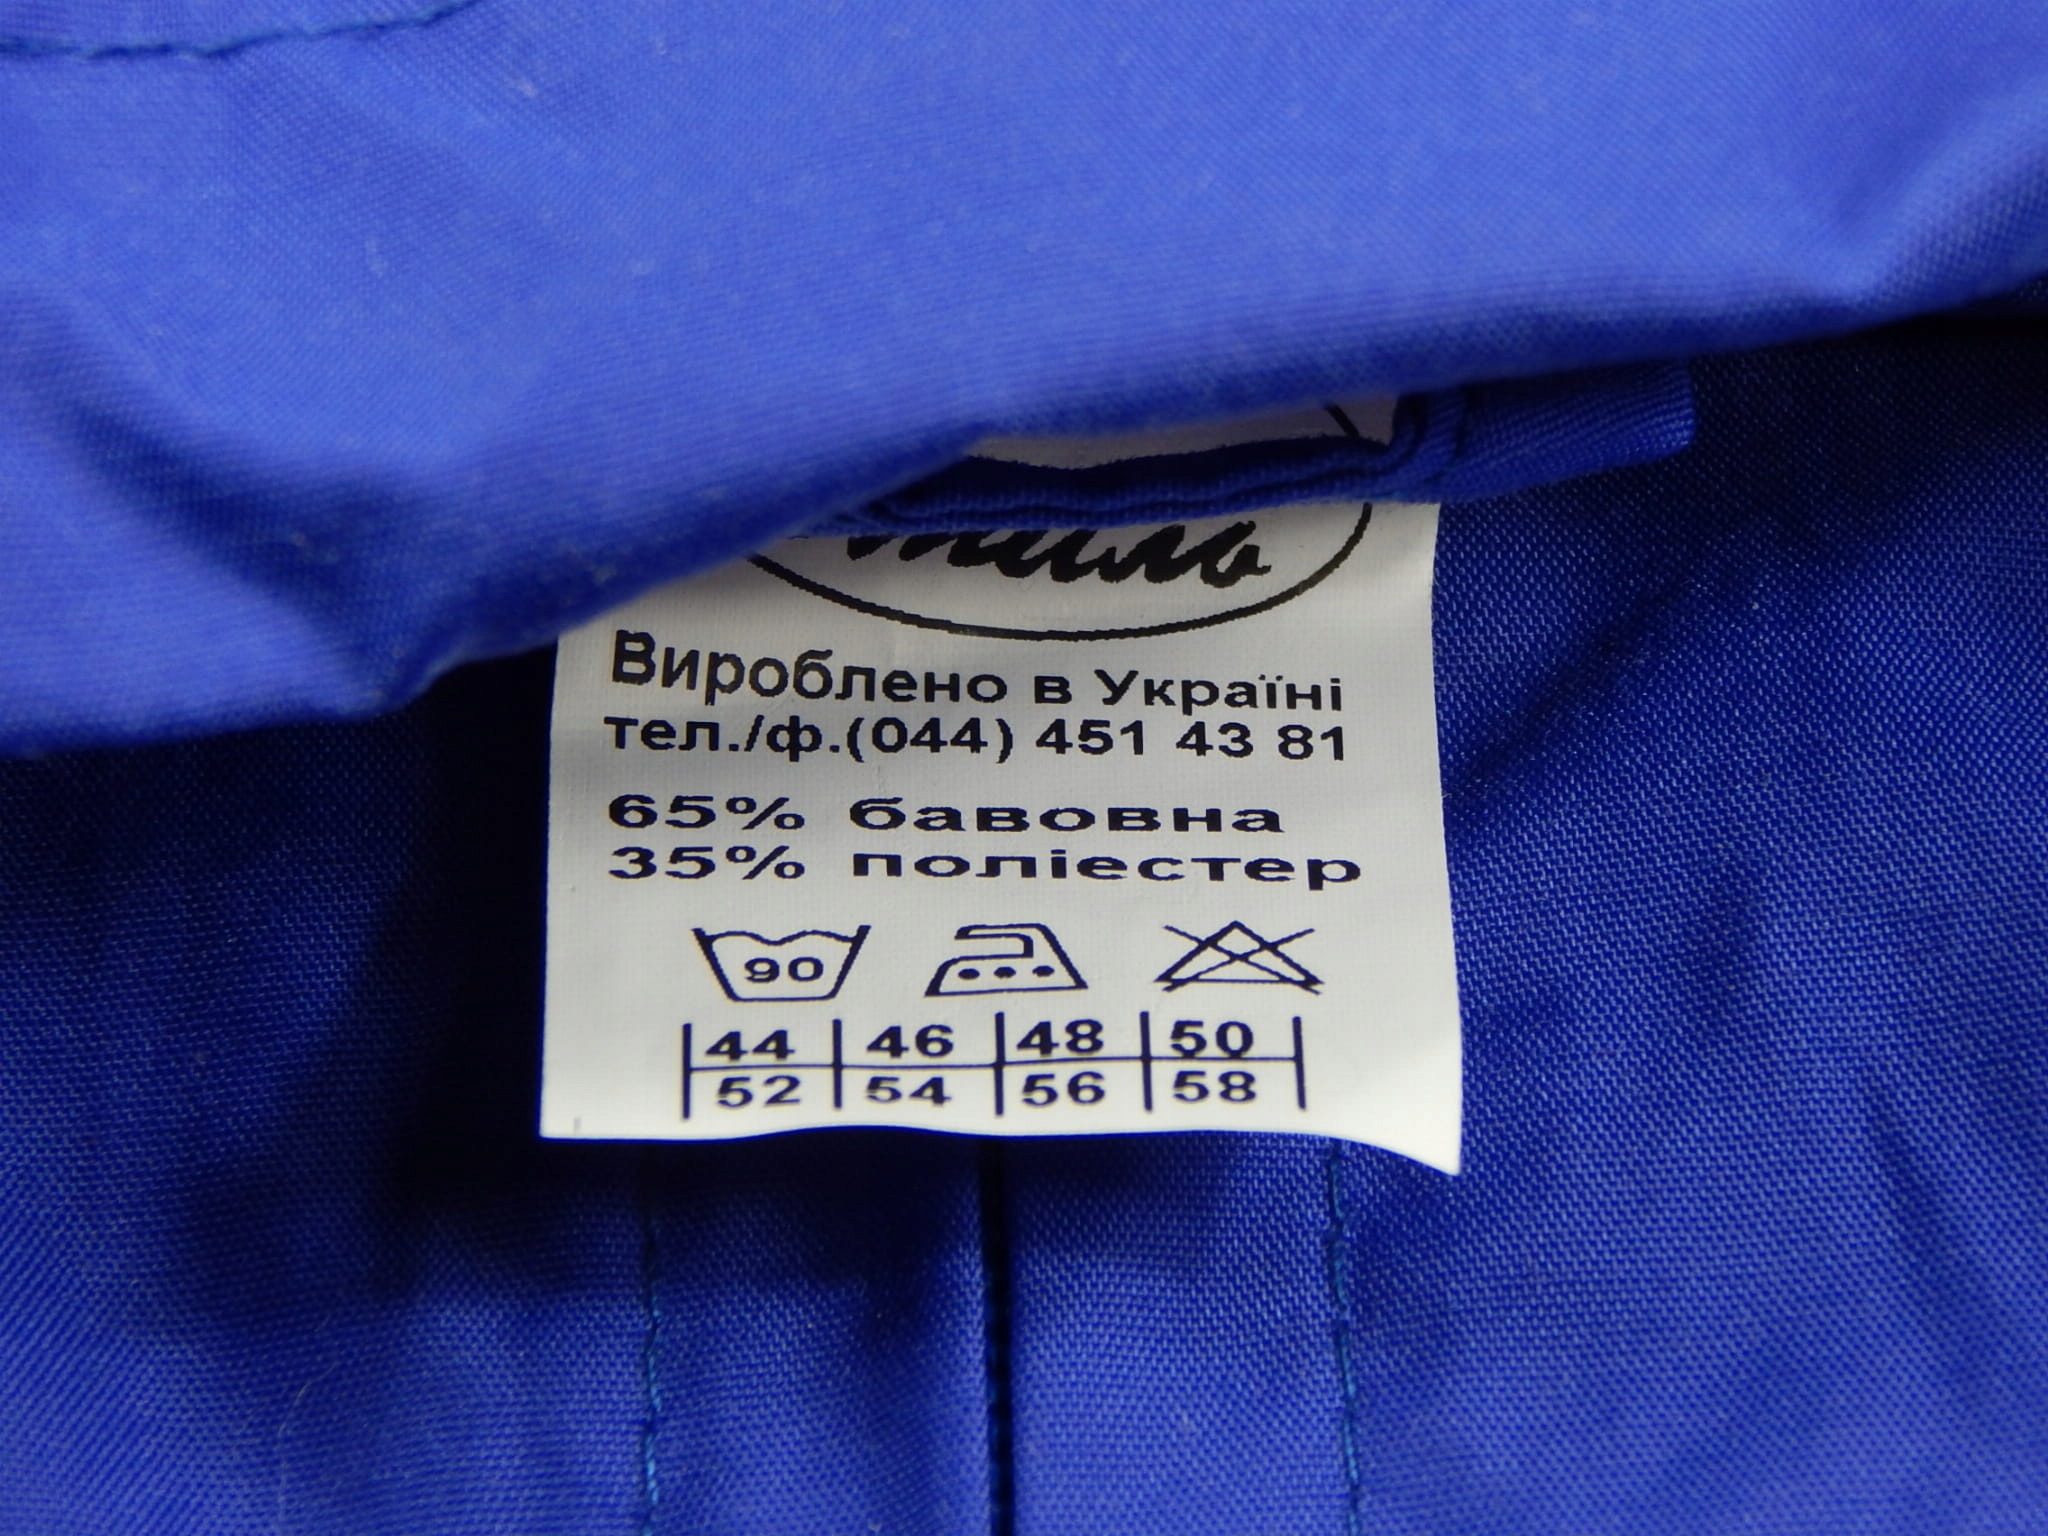 Вироблено в Україні
тел./ф.(044) 451 43 81
65% бавовна
35% поліестер
90
44 46 48 50
52 54 56 58